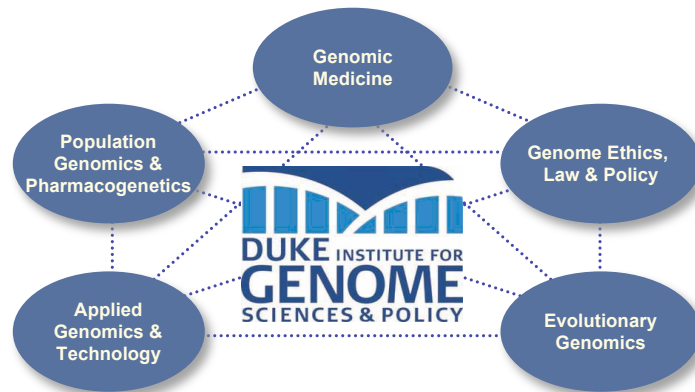 Genomic
Medicine
Population
Genomics &
Pharmacogenetics
Genome Ethics,
Law & Policy
DUKE INSTITUTE FOR
GENOME
SCIENCES & POLICY
Applied
Genomics &
Technology
Evolutionary
Genomics